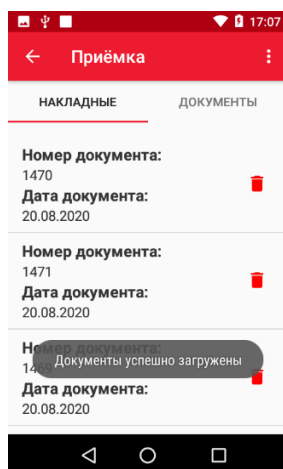 17:07
Приёмка
НАКЛАДНЫЕ ДОКУМЕНТЫ
Номер документа:
1470
Дата документа:
20.08.2020
Номер документа:
1471
Дата документа:
20.08.2020
Номер документа:
1469
Документы успешно загружены
Дата документа:
20.08.2020